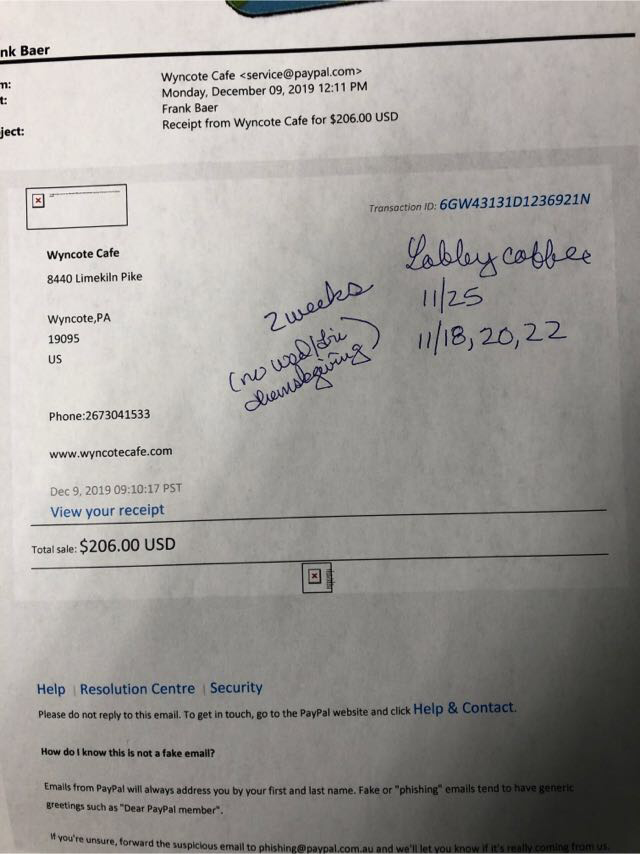 nk Baer
m: Wyncote Cafe <service@paypal.com>
t: Monday, December 09, 2019 12:11 PM
Frank Baer
ject: Receipt from Wyncote Cafe for $206.00 USD
Transaction ID: 6GW43131D1236921N
Wyncote Cafe
8440 Limekiln Pike
Wyncote,PA
19095
US
Lobby coffee
11/25
11/18, 20, 22
2 weeks
(no wed/fri
thanksgiving)
Phone:2673041533
www.wyncotecafe.com
Dec 9, 2019 09:10:17 PST
View your receipt
Total sale: $206.00 USD
Help | Resolution Centre | Security
Please do not reply to this email. To get in touch, go to the PayPal website and click Help & Contact.
How do I know this is not a fake email?
Emails from PayPal will always address you by your first and last name. Fake or "phishing" emails tend to have generic
greetings such as "Dear PayPal member".
If you're unsure, forward the suspicious email to phishing@paypal.com.au and we'll let you know if it's really coming from us.